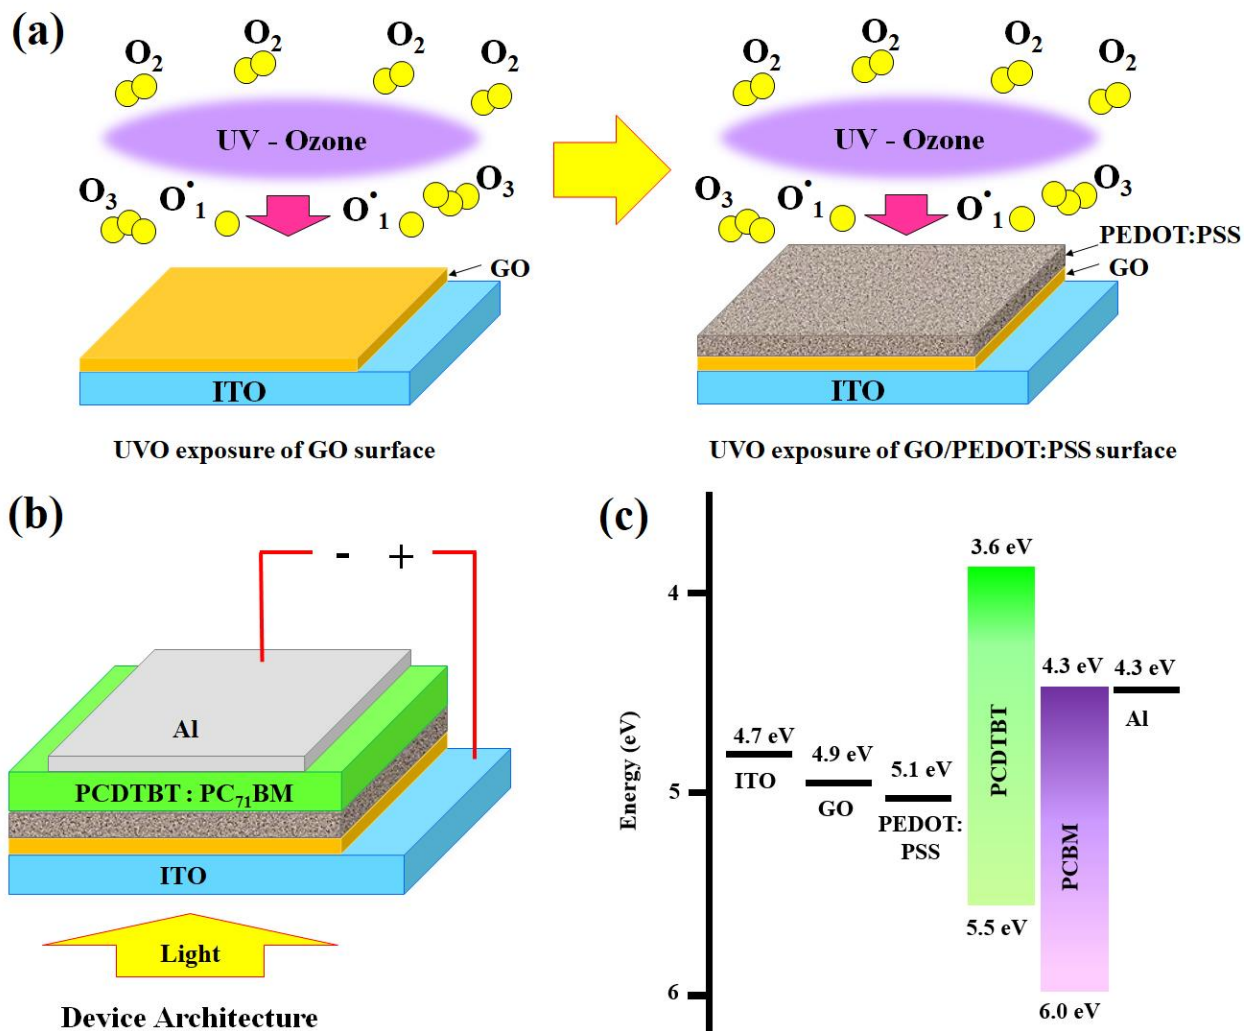 (a)
O₂
O₂
O₂
O₂
UV - Ozone
O₃
O•₁
O•₁
O₃
GO
ITO
UVO exposure of GO surface
O₂
O₂
O₂
O₂
UV - Ozone
O₃
O•₁
O•₁
O₃
PEDOT:PSS
GO
ITO
UVO exposure of GO/PEDOT:PSS surface
(b)
- +
Al
PCDTBT : PC₇₁BM
ITO
Light
Device Architecture
(c)
Energy (eV)
4
5
6
4.7 eV
ITO
4.9 eV
GO
5.1 eV
PEDOT:
PSS
3.6 eV
PCDTBT
5.5 eV
4.3 eV
PCBM
6.0 eV
4.3 eV
Al